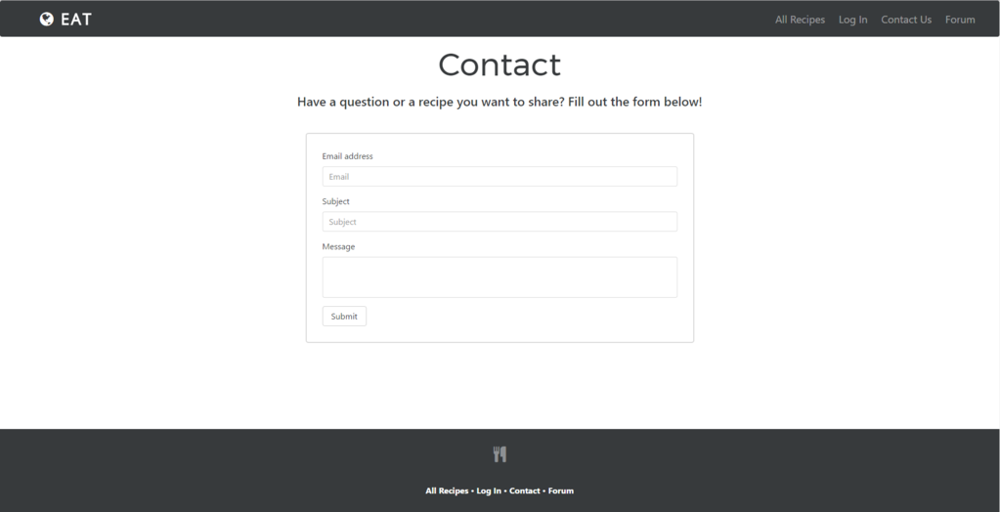 EAT
All Recipes Log In Contact Us Forum
Contact
Have a question or a recipe you want to share? Fill out the form below!
Email address
Email
Subject
Subject
Message
Submit
All Recipes • Log In • Contact • Forum